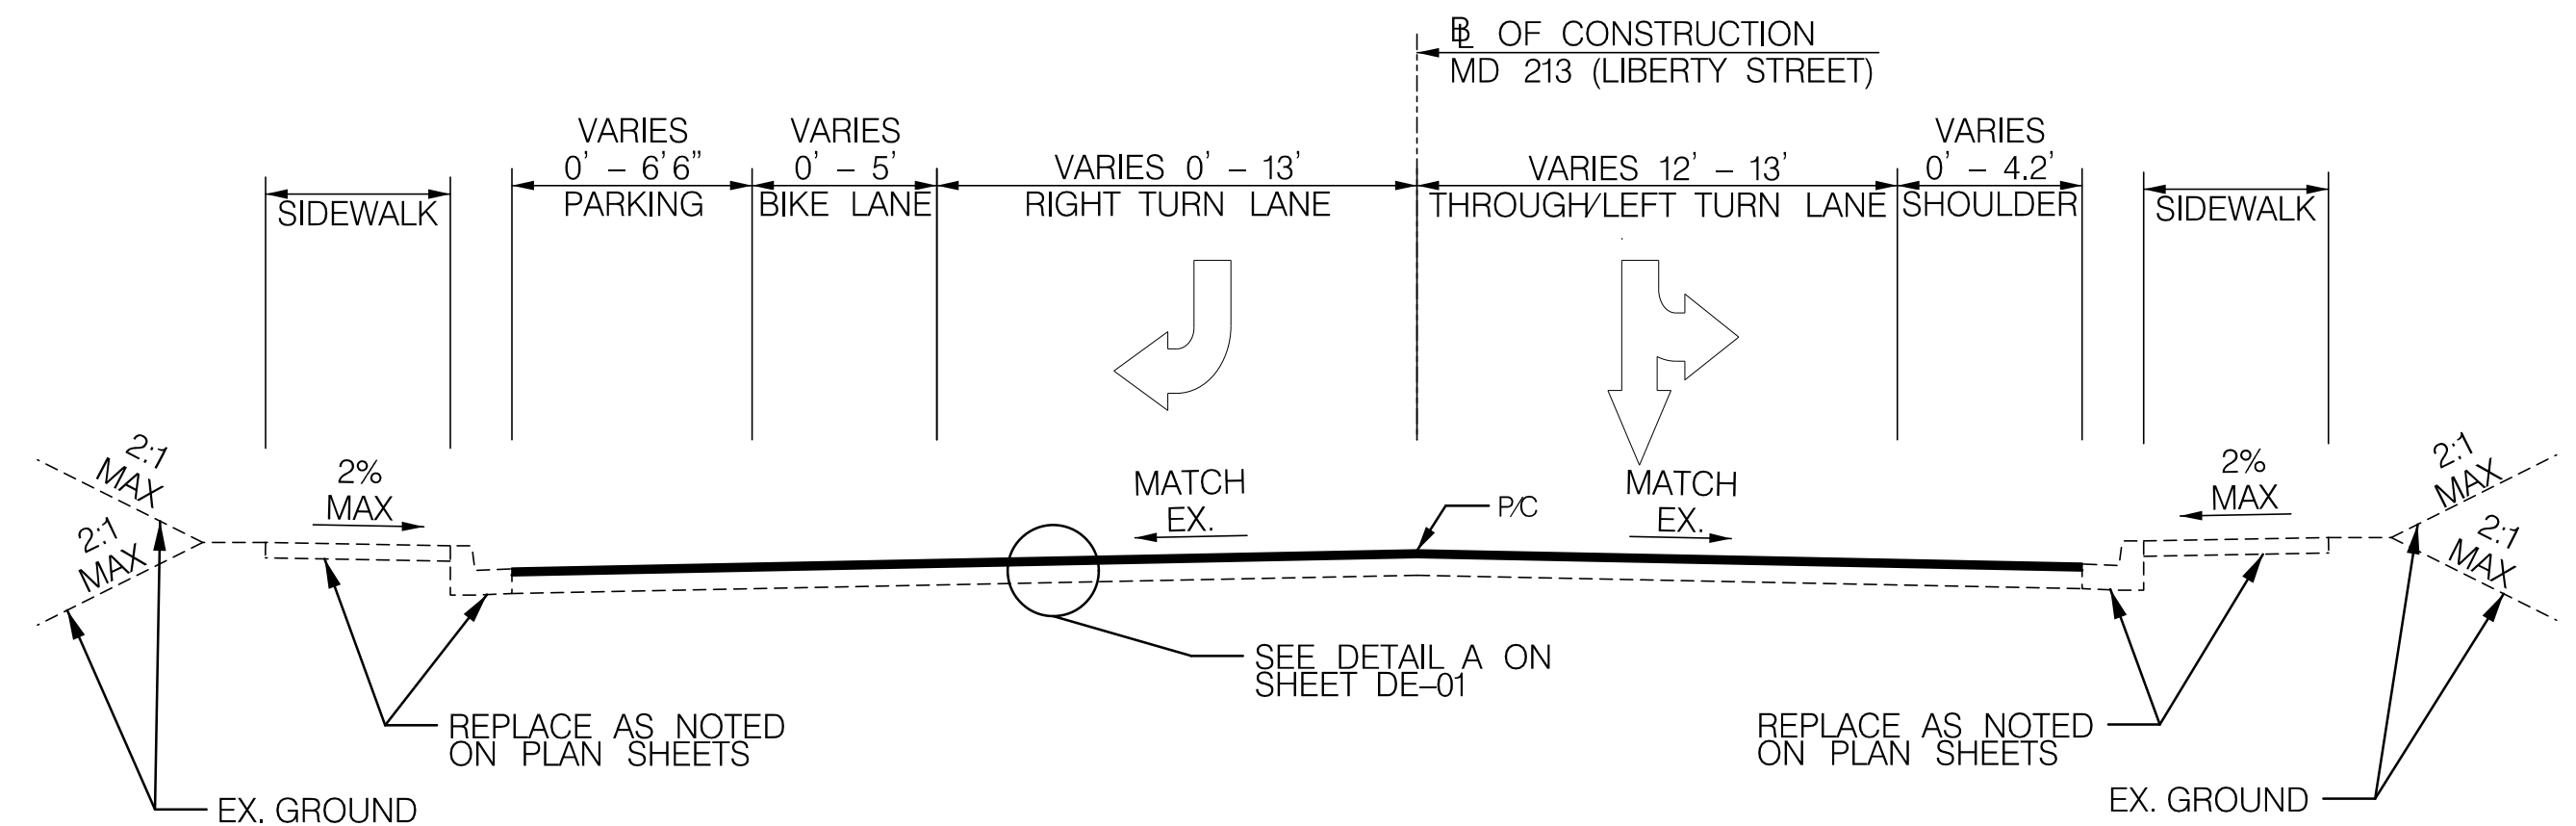 ℄ OF CONSTRUCTION
MD 213 (LIBERTY STREET)
VARIES
0' – 6'6"
PARKING
VARIES
0' – 5'
BIKE LANE
VARIES 0' – 13'
RIGHT TURN LANE
VARIES 12' – 13'
THROUGH/LEFT TURN LANE
VARIES
0' – 4.2'
SHOULDER
SIDEWALK
SIDEWALK
2:1
MAX
2:1
MAX
2%
MAX
MATCH
EX.
P/C
MATCH
EX.
2%
MAX
2:1
MAX
2:1
MAX
SEE DETAIL A ON
SHEET DE–01
REPLACE AS NOTED
ON PLAN SHEETS
REPLACE AS NOTED
ON PLAN SHEETS
EX. GROUND
EX. GROUND